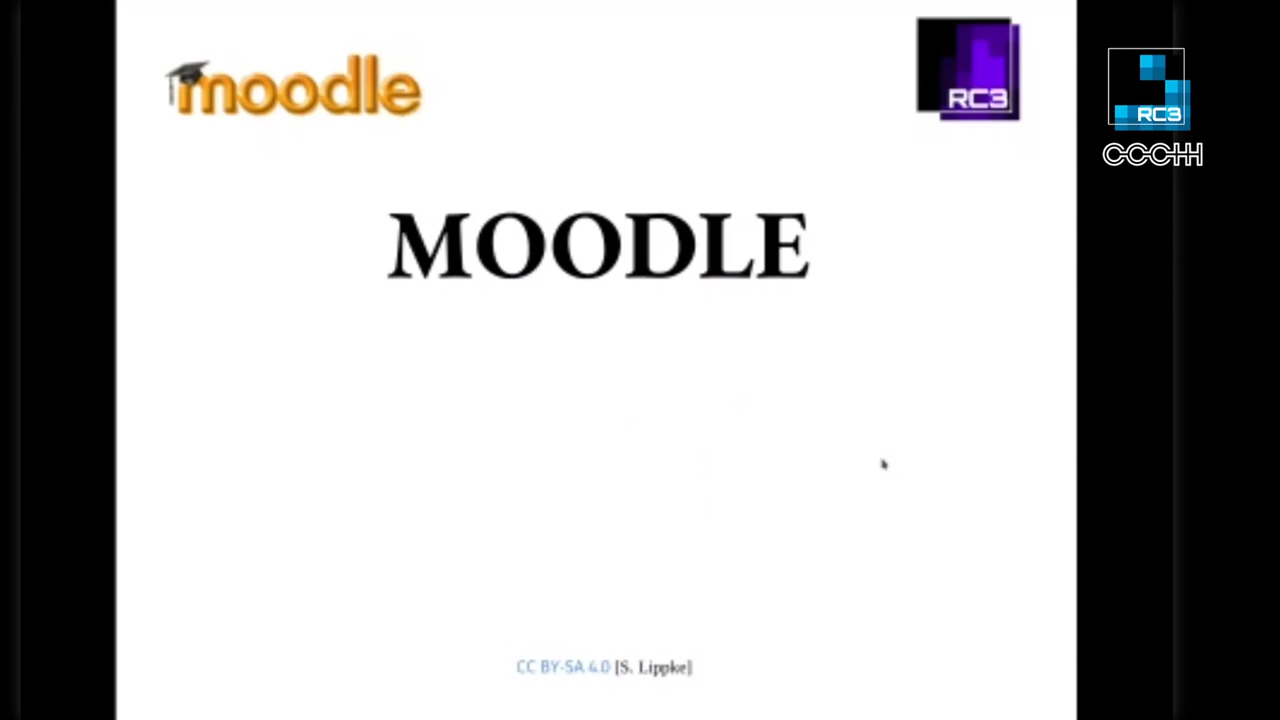 moodle
RC3
RC3
CCCHH
MOODLE
CC BY-SA 4.0 [S. Lippke]